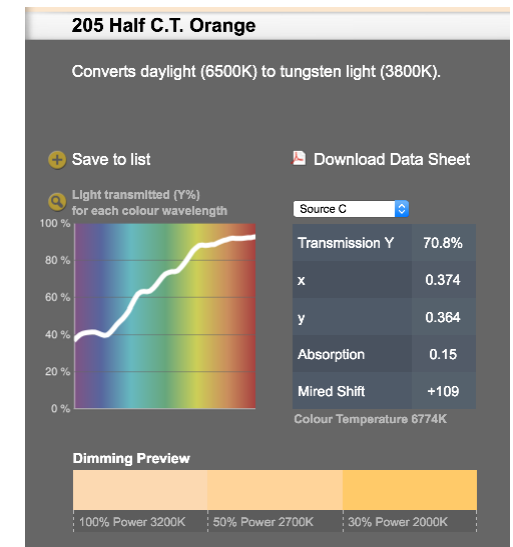 205 Half C.T. Orange
Converts daylight (6500K) to tungsten light (3800K).
Save to list
Download Data Sheet
Light transmitted (Y%)
for each colour wavelength
100 %
80 %
60 %
40 %
20 %
0 %
Source C
Transmission Y 70.8%
x 0.374
y 0.364
Absorption 0.15
Mired Shift +109
Colour Temperature 6774K
Dimming Preview
100% Power 3200K 50% Power 2700K 30% Power 2000K